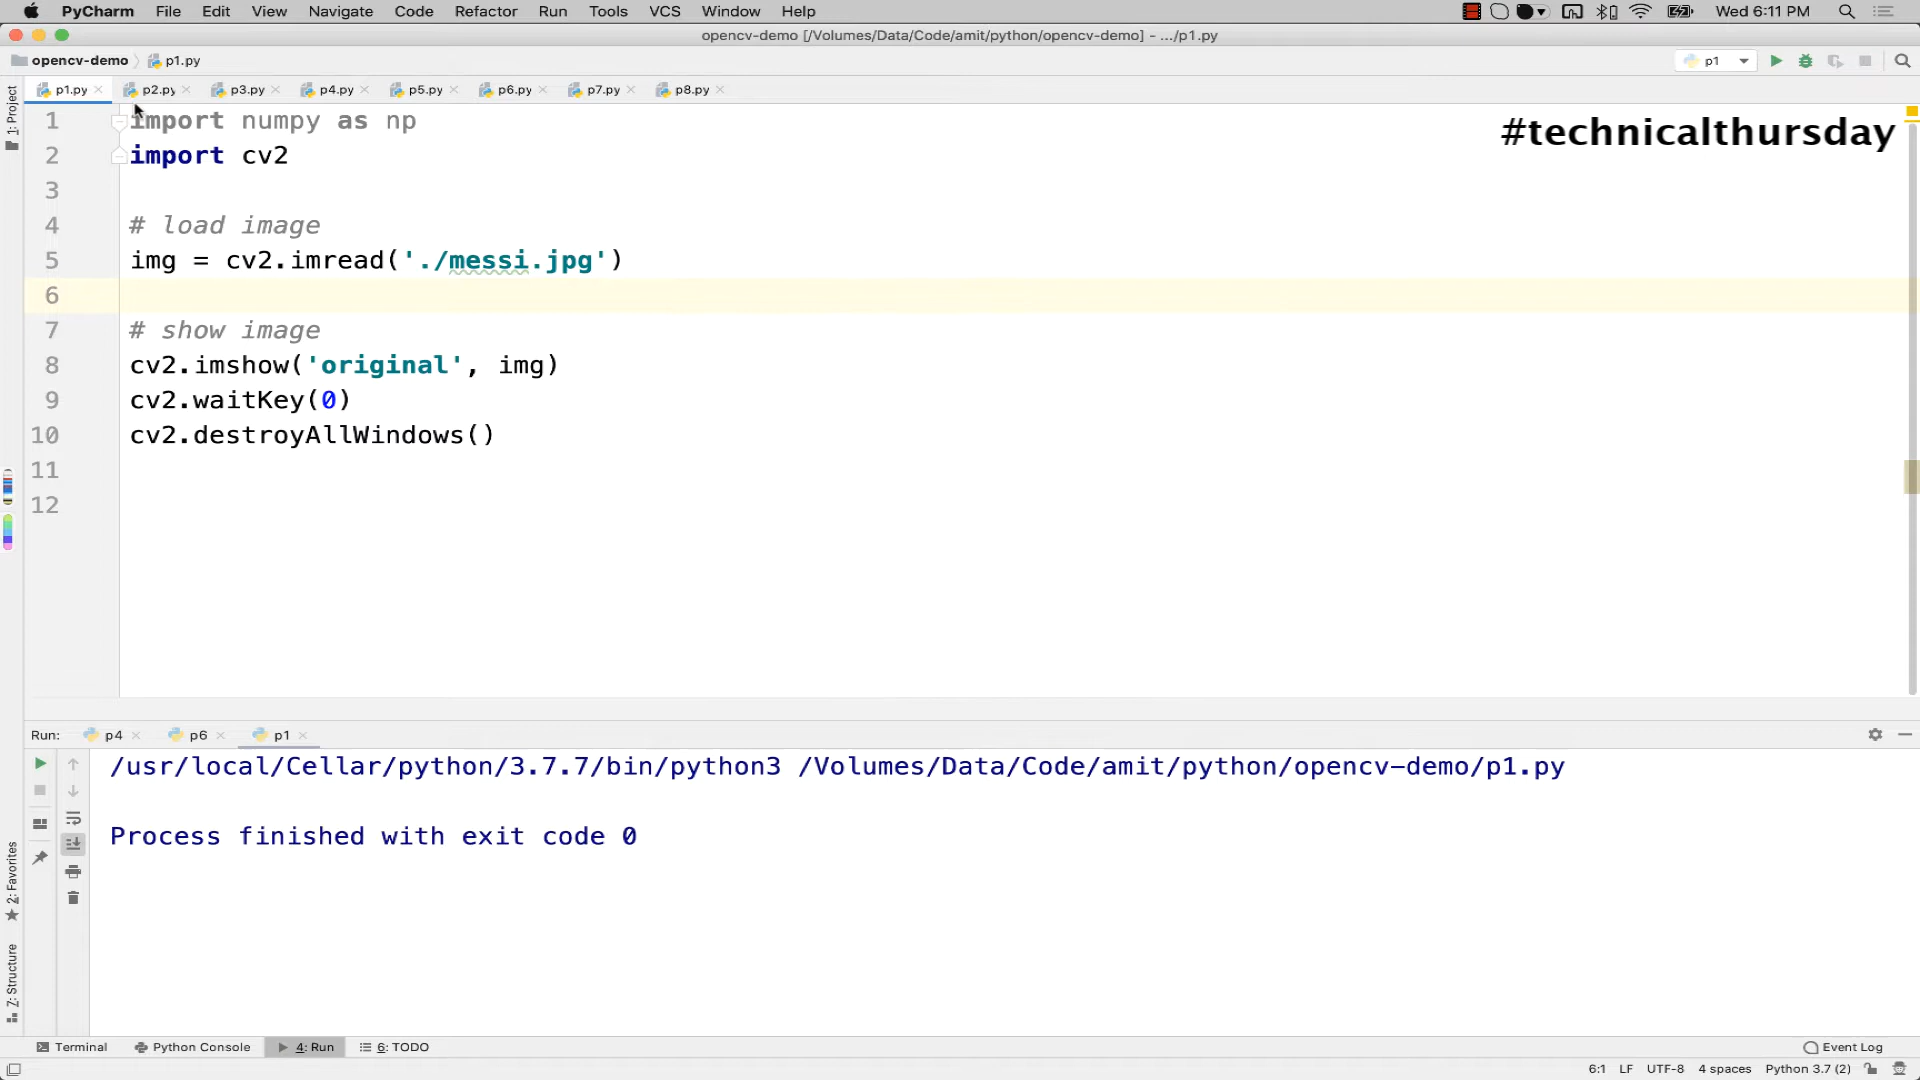 PyCharm File Edit View Navigate Code Refactor Run Tools VCS Window Help Wed 6:11 PM
opencv-demo [/Volumes/Data/Code/amit/python/opencv-demo] - .../p1.py
opencv-demo p1.py p1
p1.py p2.py p3.py p4.py p5.py p6.py p7.py p8.py
1: Project
#technicalthursday
1 import numpy as np
2 import cv2
3
4 # load image
5 img = cv2.imread('./messi.jpg')
6
7 # show image
8 cv2.imshow('original', img)
9 cv2.waitKey(0)
10 cv2.destroyAllWindows()
11
12
Run: p4 p6 p1
/usr/local/Cellar/python/3.7.7/bin/python3 /Volumes/Data/Code/amit/python/opencv-demo/p1.py
Process finished with exit code 0
2: Favorites
Z: Structure
Terminal Python Console 4: Run 6: TODO Event Log
6:1 LF UTF-8 4 spaces Python 3.7 (2)